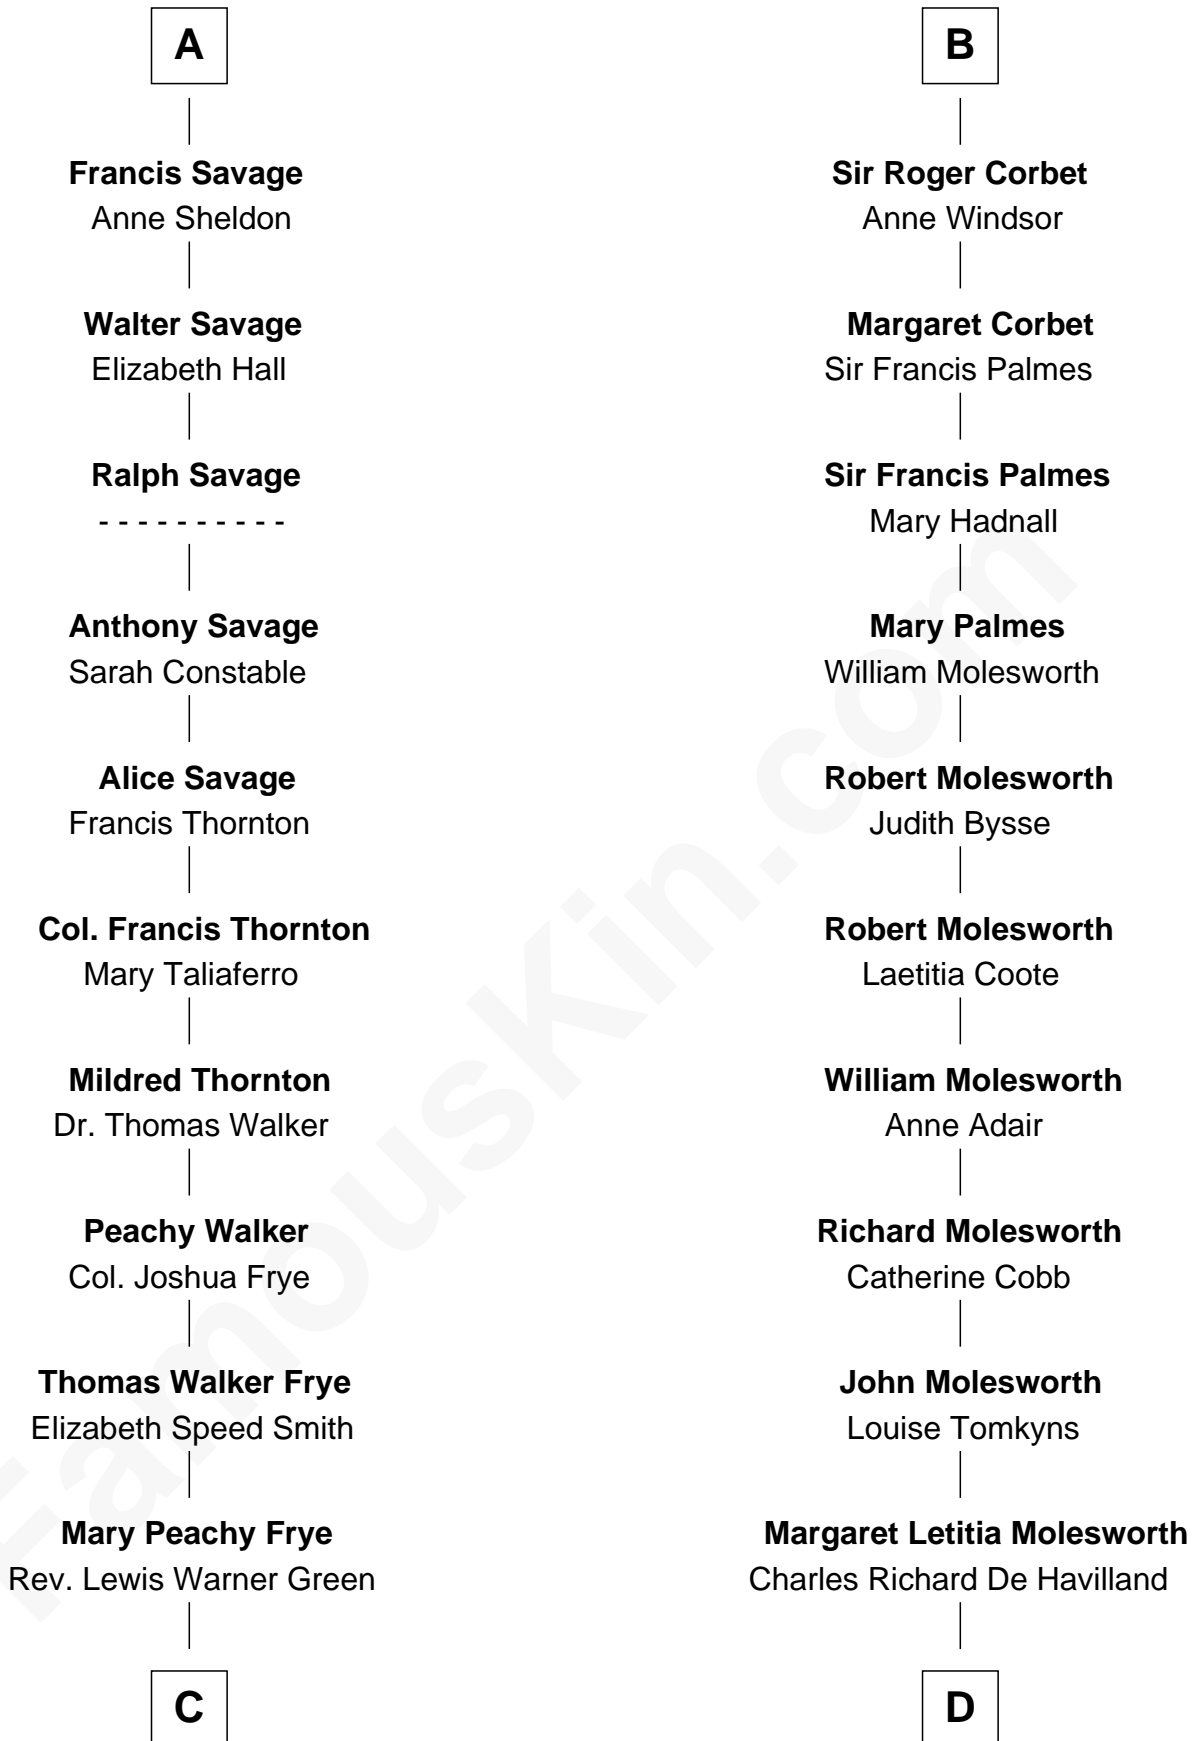 A
Francis Savage
Anne Sheldon
Walter Savage
Elizabeth Hall
Ralph Savage
- - - - - - - - - -
Anthony Savage
Sarah Constable
Alice Savage
Francis Thornton
Col. Francis Thornton
Mary Taliaferro
Mildred Thornton
Dr. Thomas Walker
Peachy Walker
Col. Joshua Frye
Thomas Walker Frye
Elizabeth Speed Smith
Mary Peachy Frye
Rev. Lewis Warner Green
C
B
Sir Roger Corbet
Anne Windsor
Margaret Corbet
Sir Francis Palmes
Sir Francis Palmes
Mary Hadnall
Mary Palmes
William Molesworth
Robert Molesworth
Judith Bysse
Robert Molesworth
Laetitia Coote
William Molesworth
Anne Adair
Richard Molesworth
Catherine Cobb
John Molesworth
Louise Tomkyns
Margaret Letitia Molesworth
Charles Richard De Havilland
D
FamousKin.com